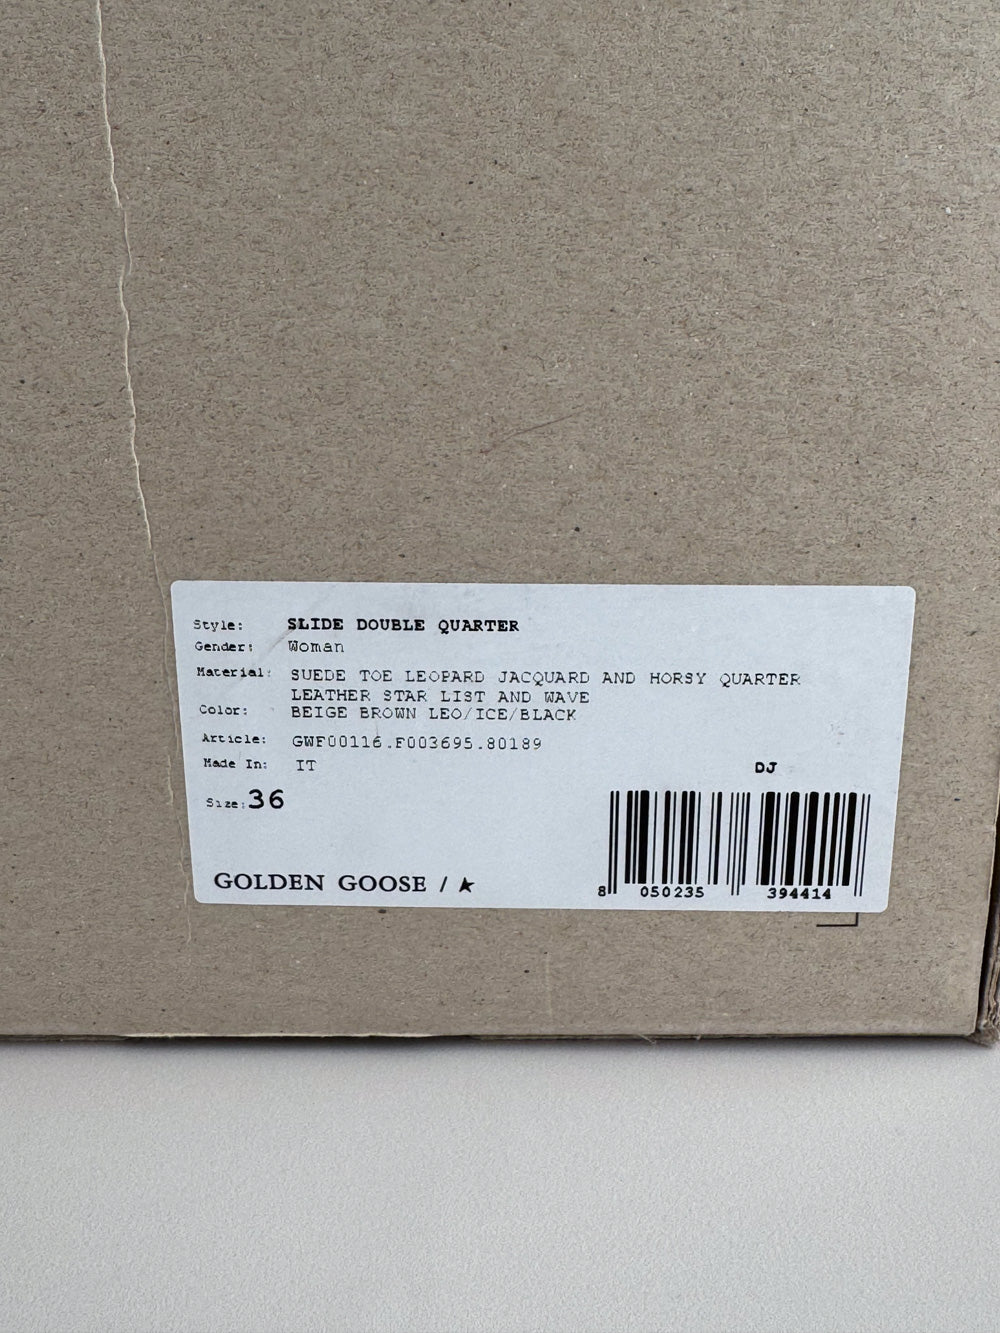 Style: SLIDE DOUBLE QUARTER
Gender: Woman
Material: SUEDE TOE LEOPARD JACQUARD AND HORSY QUARTER
LEATHER STAR LIST AND WAVE
Color: BEIGE BROWN LEO/ICE/BLACK
Article: GWF00116.F003695.80189
Made In: IT
DJ
Size: 36
GOLDEN GOOSE /
8 050235 394414